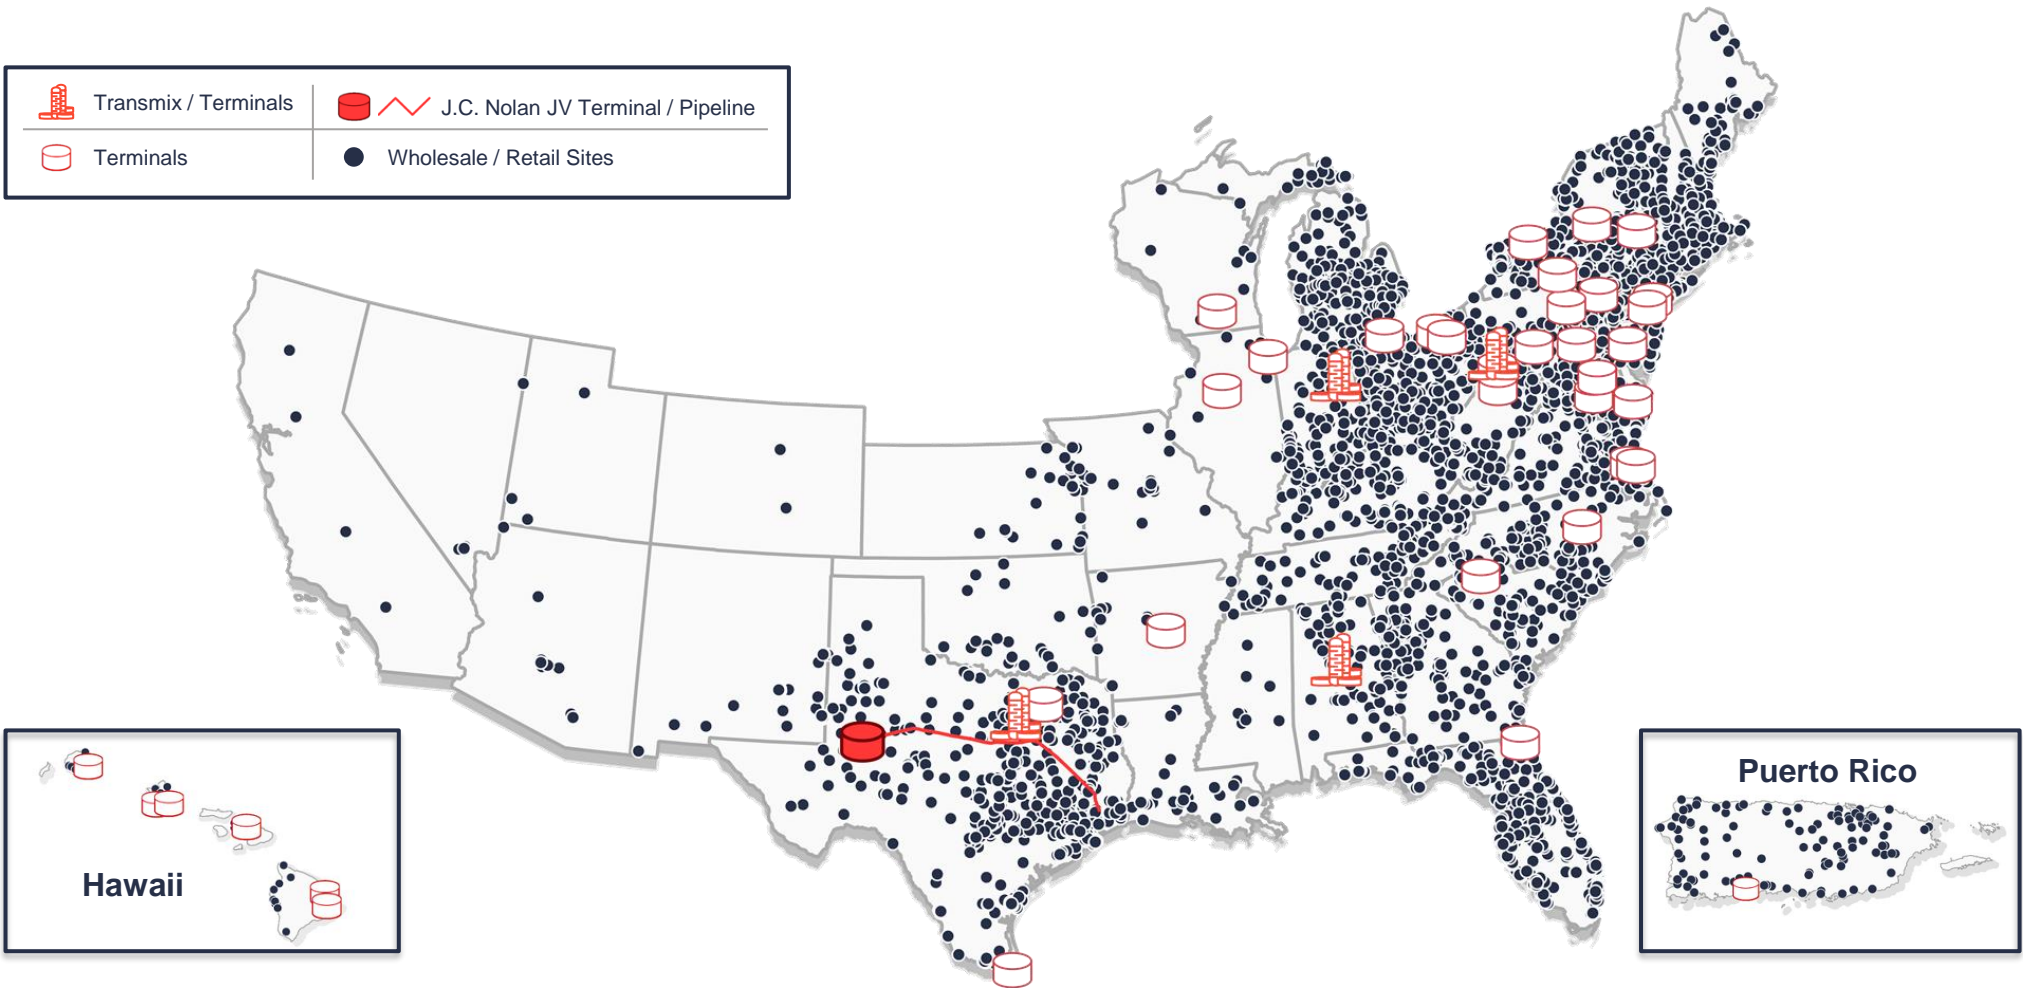 Transmix / Terminals
J.C. Nolan JV Terminal / Pipeline
Terminals
Wholesale / Retail Sites
Hawaii
Puerto Rico